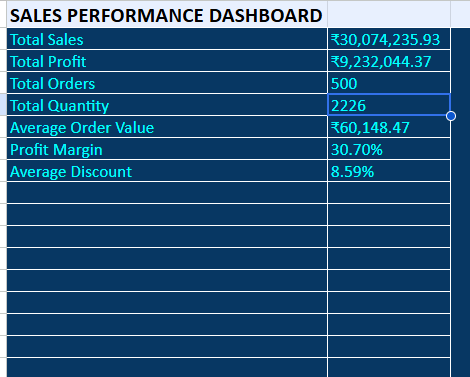 SALES PERFORMANCE DASHBOARD
Total Sales ₹30,074,235.93
Total Profit ₹9,232,044.37
Total Orders 500
Total Quantity 2226
Average Order Value ₹60,148.47
Profit Margin 30.70%
Average Discount 8.59%